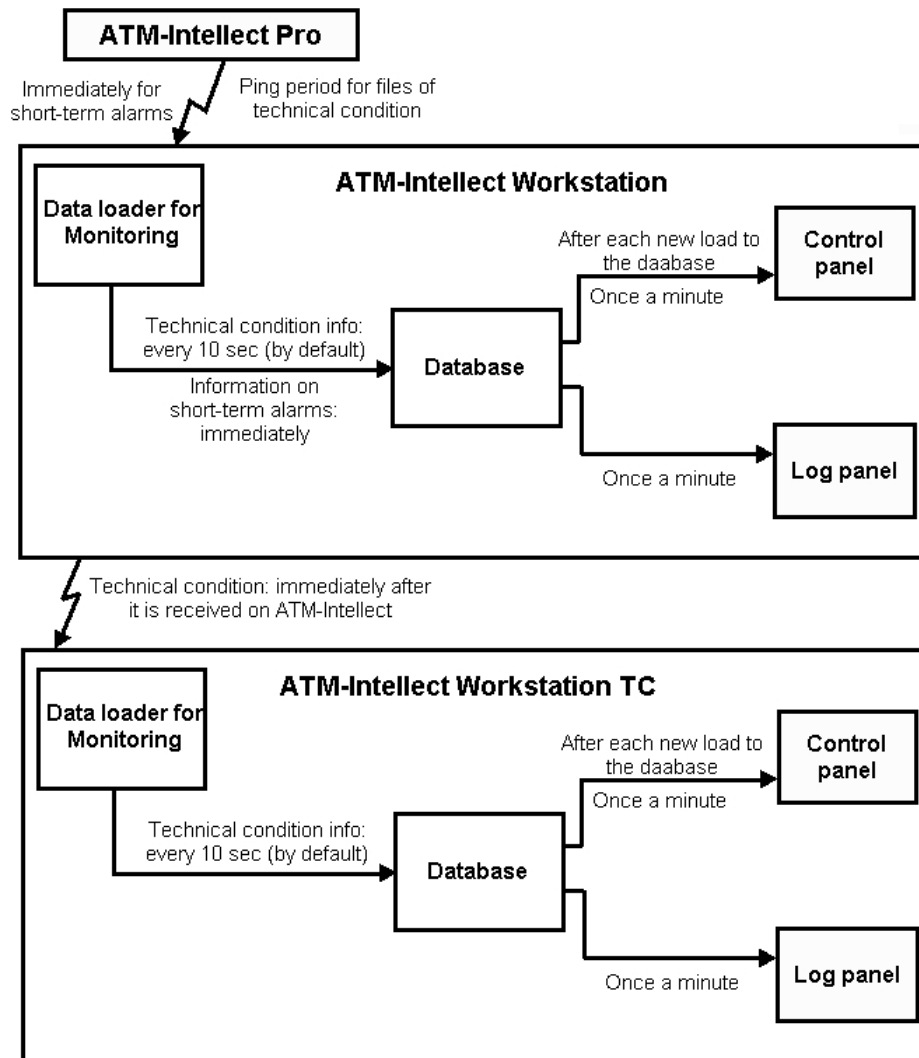 ATM-Intellect Pro
Immediately for
short-term alarms
Ping period for files of
technical condition
ATM-Intellect Workstation
Data loader for
Monitoring
After each new load to
the daabase
Once a minute
Control
panel
Technical condition info:
every 10 sec (by default)
Information on
short-term alarms:
immediately
Database
Once a minute
Log panel
Technical condition: immediately after
it is received on ATM-Intellect
ATM-Intellect Workstation TC
Data loader for
Monitoring
After each new load to
the daabase
Once a minute
Control
panel
Technical condition info:
every 10 sec (by default)
Database
Once a minute
Log panel